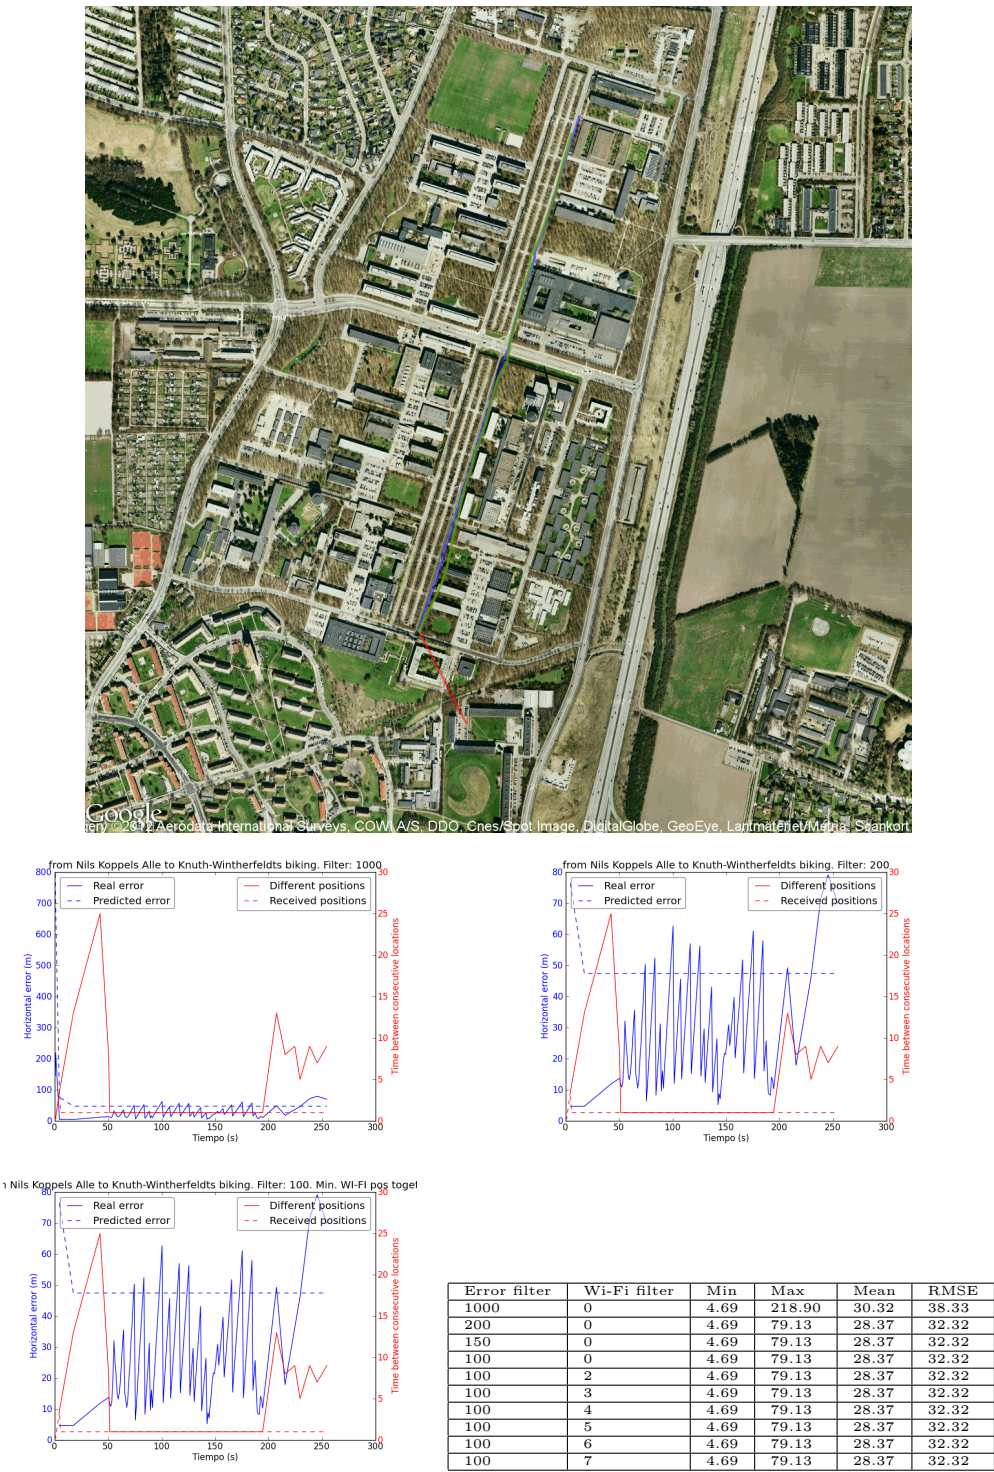 Google
ery ©2012 Aerodata International Surveys, COWI A/S, DDO, Cnes/Spot Image, DigitalGlobe, GeoEye, Lantmäteriet/Metria, Scankort
from Nils Koppels Alle to Knuth-Wintherfeldts biking. Filter: 1000
Real error
Predicted error
Different positions
Received positions
Horizontal error (m)
800
700
600
500
400
300
200
100
0
30
25
20
15
10
5
0
Time between consecutive locations
0 50 100 150 200 250 300
Tiempo (s)
from Nils Koppels Alle to Knuth-Wintherfeldts biking. Filter: 200
Real error
Predicted error
Different positions
Received positions
Horizontal error (m)
80
70
60
50
40
30
20
10
0
30
25
20
15
10
5
0
Time between consecutive locations
0 50 100 150 200 250 300
Tiempo (s)
n Nils Koppels Alle to Knuth-Wintherfeldts biking. Filter: 100. Min. WI-FI pos toget
Real error
Predicted error
Different positions
Received positions
Horizontal error (m)
80
70
60
50
40
30
20
10
0
30
25
20
15
10
5
0
Time between consecutive locations
0 50 100 150 200 250 300
Tiempo (s)
Error filter Wi-Fi filter Min Max Mean RMSE
1000 0 4.69 218.90 30.32 38.33
200 0 4.69 79.13 28.37 32.32
150 0 4.69 79.13 28.37 32.32
100 0 4.69 79.13 28.37 32.32
100 2 4.69 79.13 28.37 32.32
100 3 4.69 79.13 28.37 32.32
100 4 4.69 79.13 28.37 32.32
100 5 4.69 79.13 28.37 32.32
100 6 4.69 79.13 28.37 32.32
100 7 4.69 79.13 28.37 32.32